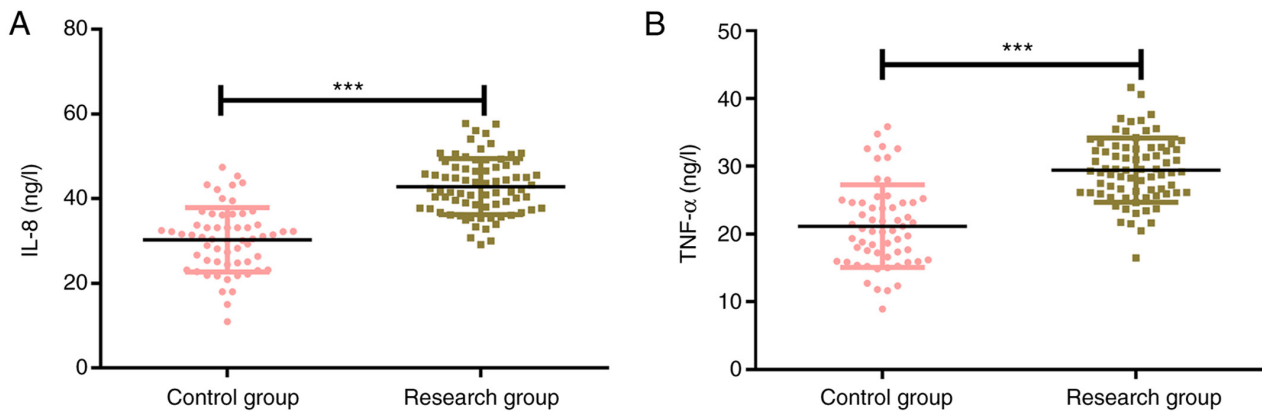 A
IL-8 (ng/l)
80
60
40
20
0
***
Control group
Research group
B
TNF-α (ng/l)
50
40
30
20
10
0
***
Control group
Research group